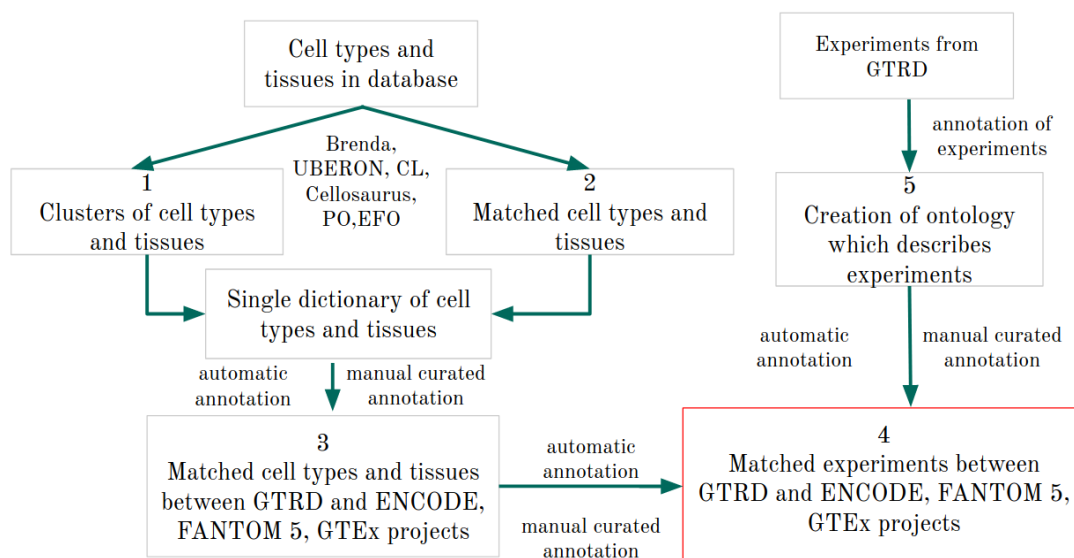 Cell types and
tissues in database
Experiments from
GTRD
Brenda,
UBERON, CL,
Cellosaurus,
PO,EFO
annotation of
experiments
1
Clusters of cell types
and tissues
2
Matched cell types and
tissues
5
Creation of ontology
which describes
experiments
Single dictionary of cell
types and tissues
automatic
annotation
manual curated
annotation
automatic
annotation
manual curated
annotation
3
Matched cell types and tissues
between GTRD and ENCODE,
FANTOM 5, GTEx projects
automatic
annotation
manual curated
annotation
4
Matched experiments between
GTRD and ENCODE, FANTOM 5,
GTEx projects